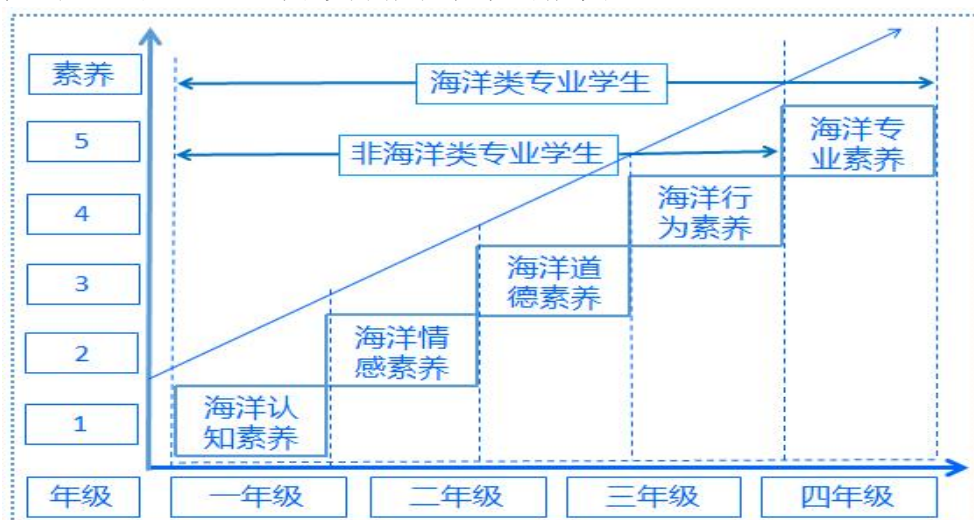 素养
海洋类专业学生
5
海洋专
业素养
非海洋类专业学生
4
海洋行
为素养
3
海洋道
德素养
2
海洋情
感素养
1
海洋认
知素养
年级
一年级
二年级
三年级
四年级